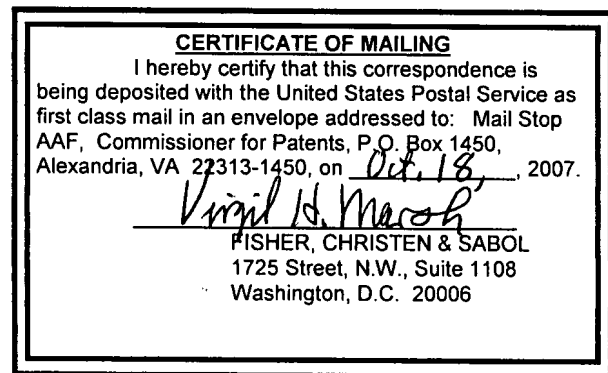 CERTIFICATE OF MAILING
I hereby certify that this correspondence is
being deposited with the United States Postal Service as
first class mail in an envelope addressed to: Mail Stop
AAF, Commissioner for Patents, P.O. Box 1450,
Alexandria, VA 22313-1450, on Oct. 18, , 2007.
Virgil H. Marsh
FISHER, CHRISTEN & SABOL
1725 Street, N.W., Suite 1108
Washington, D.C. 20006